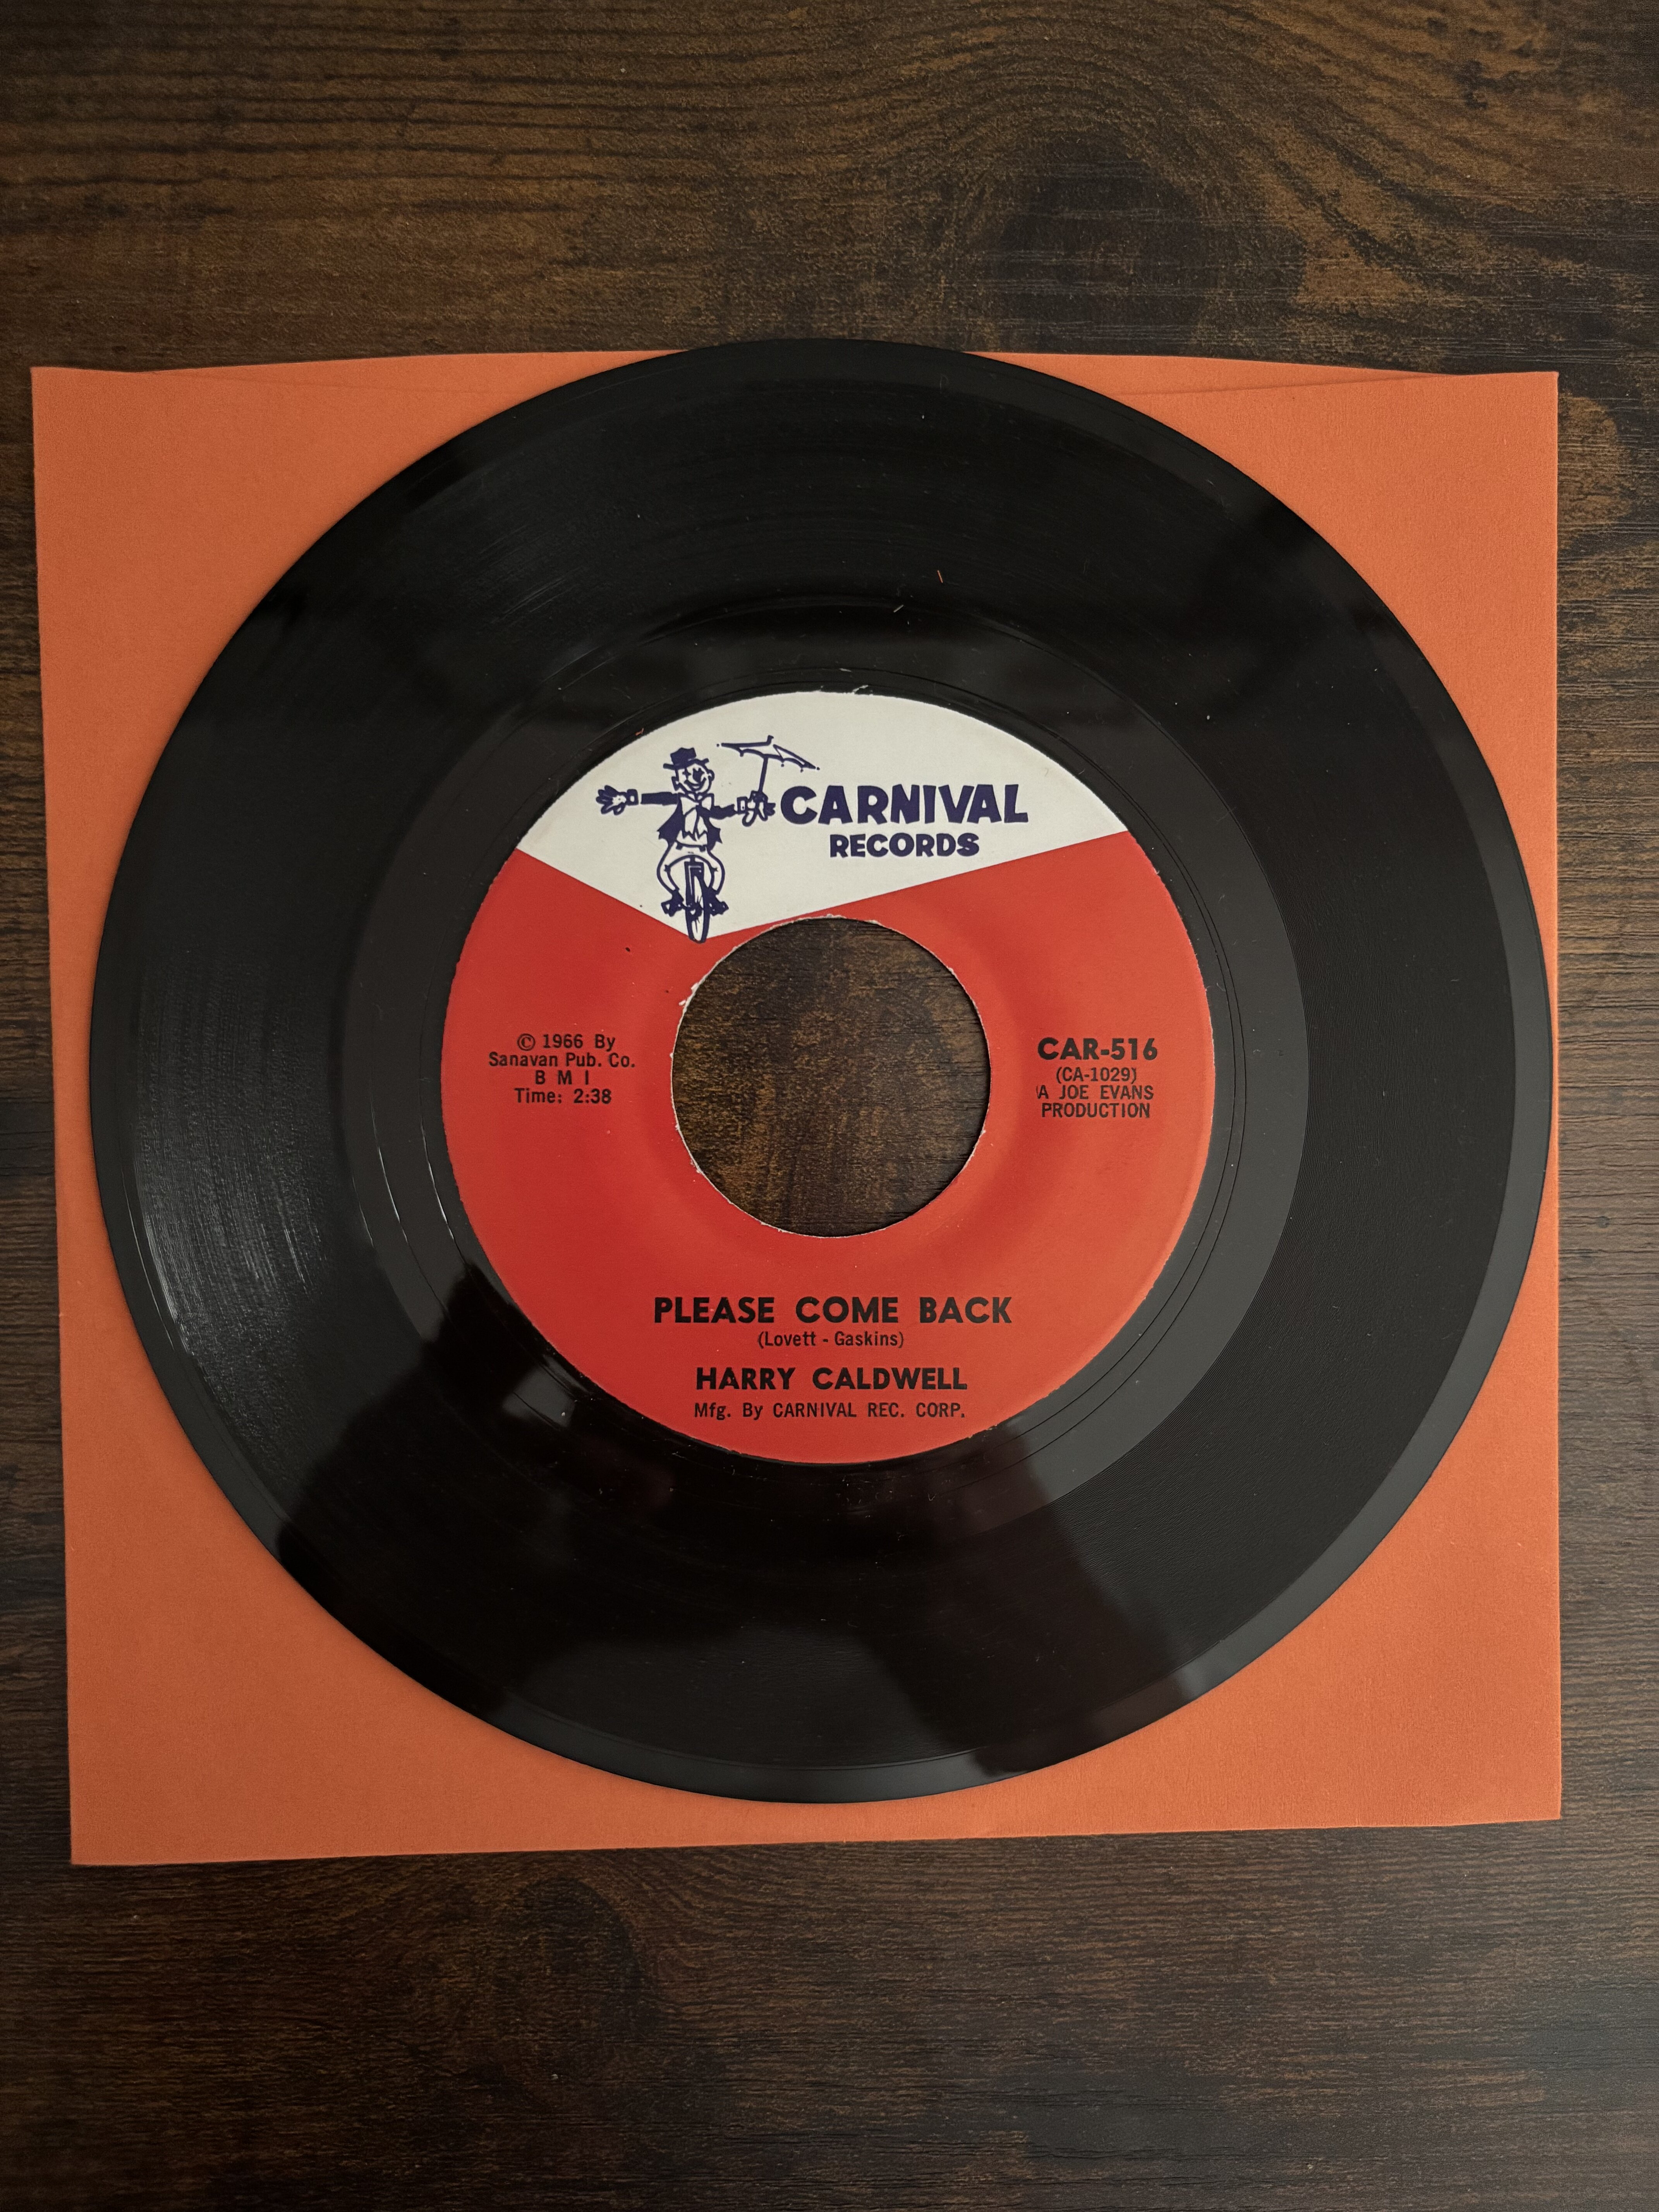 CARNIVAL
RECORDS
© 1966 By
Sanavan Pub. Co.
B M I
Time: 2:38
CAR-516
(CA-1029)
A JOE EVANS
PRODUCTION
PLEASE COME BACK
(Lovett - Gaskins)
HARRY CALDWELL
Mfg. By CARNIVAL REC. CORP.